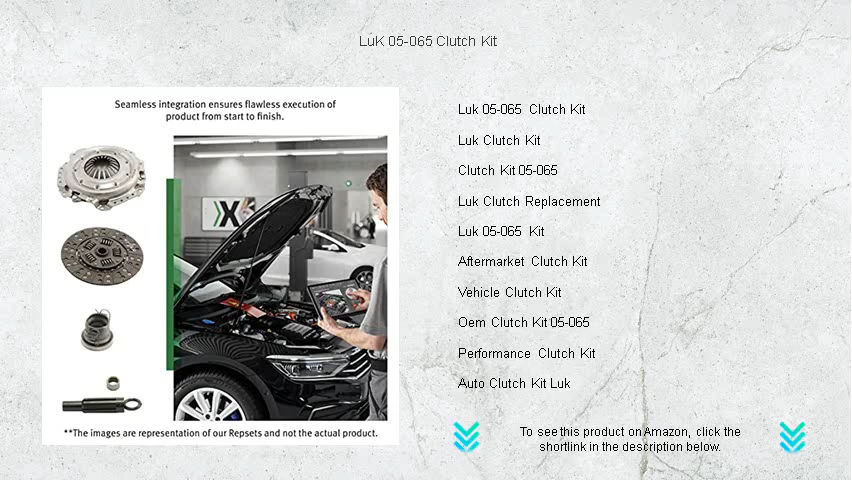 LuK 05-065 Clutch Kit
Seamless integration ensures flawless execution of
product from start to finish.
**The images are representation of our Repsets and not the actual product.
Luk 05-065 Clutch Kit
Luk Clutch Kit
Clutch Kit 05-065
Luk Clutch Replacement
Luk 05-065 Kit
Aftermarket Clutch Kit
Vehicle Clutch Kit
Oem Clutch Kit 05-065
Performance Clutch Kit
Auto Clutch Kit Luk
To see this product on Amazon, click the
shortlink in the description below.